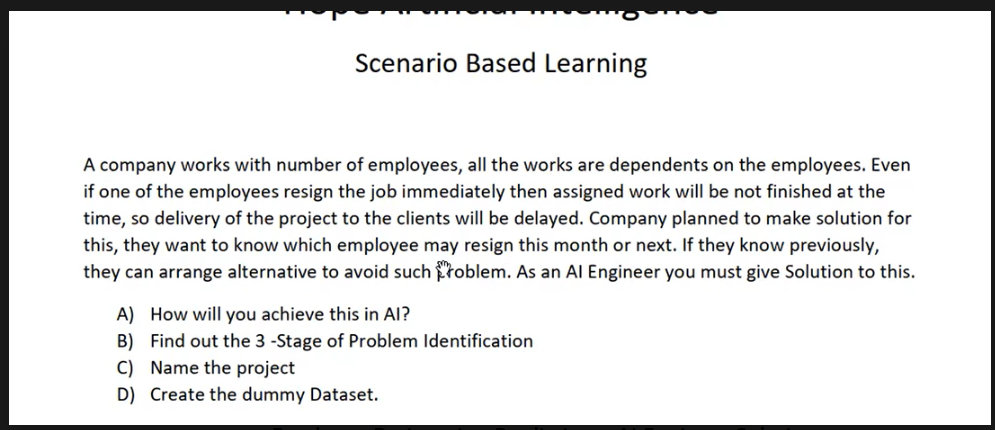 Hope Artificial Intelligence
Scenario Based Learning
A company works with number of employees, all the works are dependents on the employees. Even
if one of the employees resign the job immediately then assigned work will be not finished at the
time, so delivery of the project to the clients will be delayed. Company planned to make solution for
this, they want to know which employee may resign this month or next. If they know previously,
they can arrange alternative to avoid such problem. As an AI Engineer you must give Solution to this.
A) How will you achieve this in AI?
B) Find out the 3 -Stage of Problem Identification
C) Name the project
D) Create the dummy Dataset.